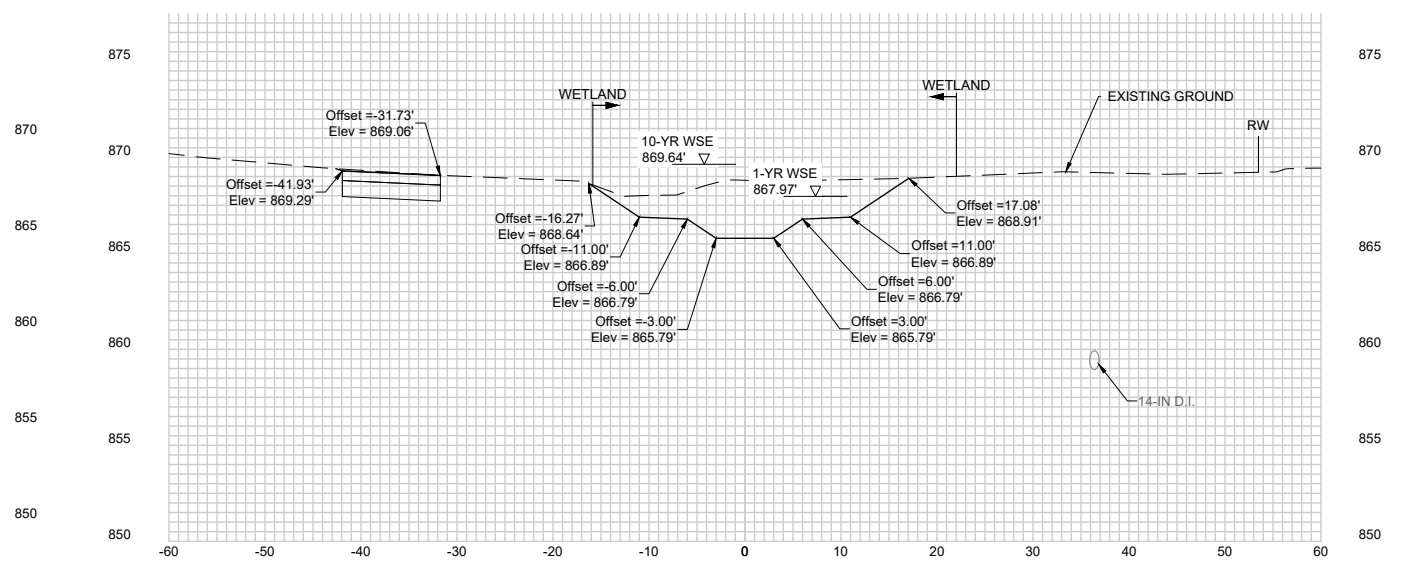 875
875
870
870
870
865
865
865
860
860
860
855
855
855
850
850
850
WETLAND
WETLAND
EXISTING GROUND
RW
Offset =-31.73'
Elev = 869.06'
10-YR WSE
869.64'
1-YR WSE
867.97'
Offset =-41.93'
Elev = 869.29'
Offset =-16.27'
Elev = 868.64'
Offset =-11.00'
Elev = 866.89'
Offset =-6.00'
Elev = 866.79'
Offset =-3.00'
Elev = 865.79'
Offset =17.08'
Elev = 868.91'
Offset =11.00'
Elev = 866.89'
Offset =6.00'
Elev = 866.79'
Offset =3.00'
Elev = 865.79'
14-IN D.I.
-60 -50 -40 -30 -20 -10 0 10 20 30 40 50 60